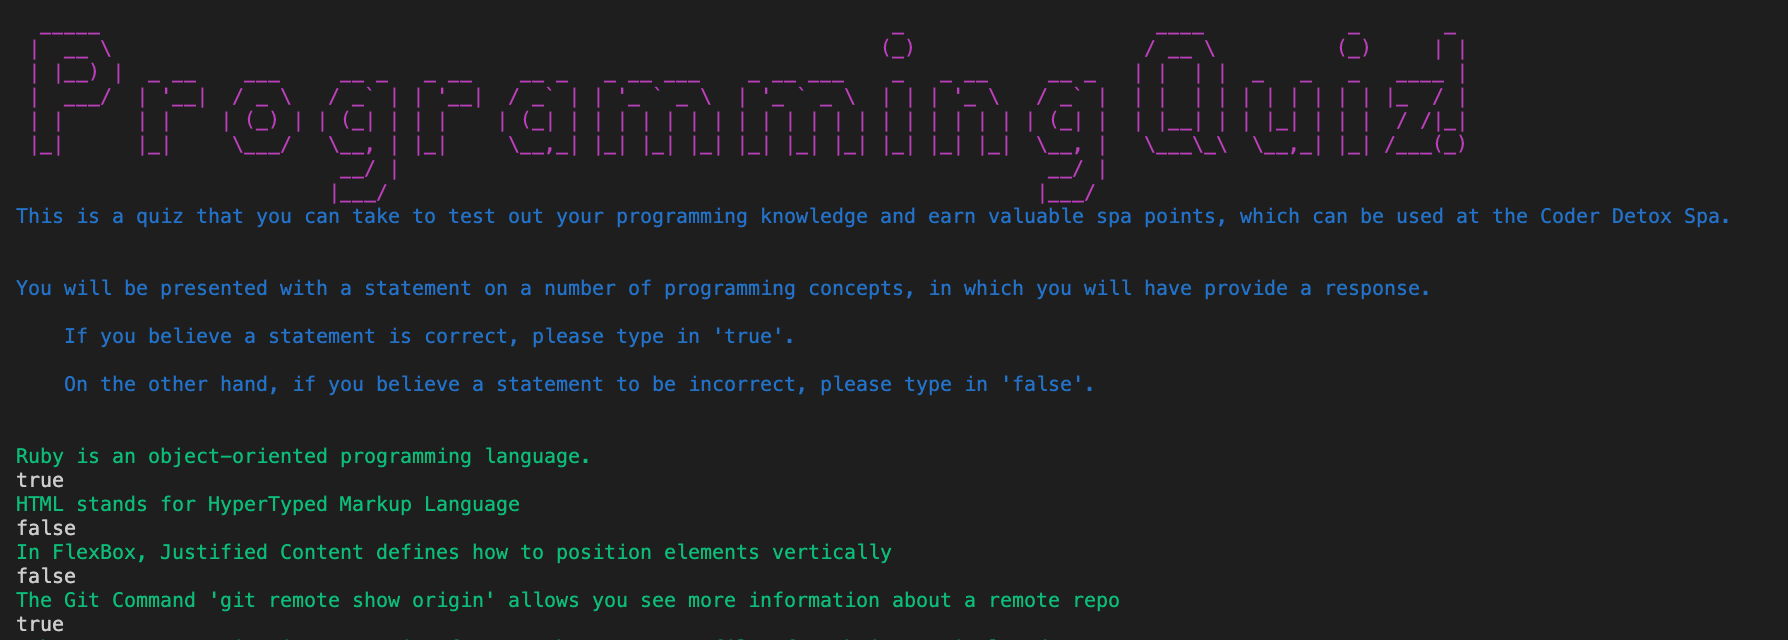 Programming Quiz!
This is a quiz that you can take to test out your programming knowledge and earn valuable spa points, which can be used at the Coder Detox Spa.
You will be presented with a statement on a number of programming concepts, in which you will have provide a response.
If you believe a statement is correct, please type in 'true'.
On the other hand, if you believe a statement to be incorrect, please type in 'false'.
Ruby is an object-oriented programming language.
true
HTML stands for HyperTyped Markup Language
false
In FlexBox, Justified Content defines how to position elements vertically
false
The Git Command 'git remote show origin' allows you see more information about a remote repo
true